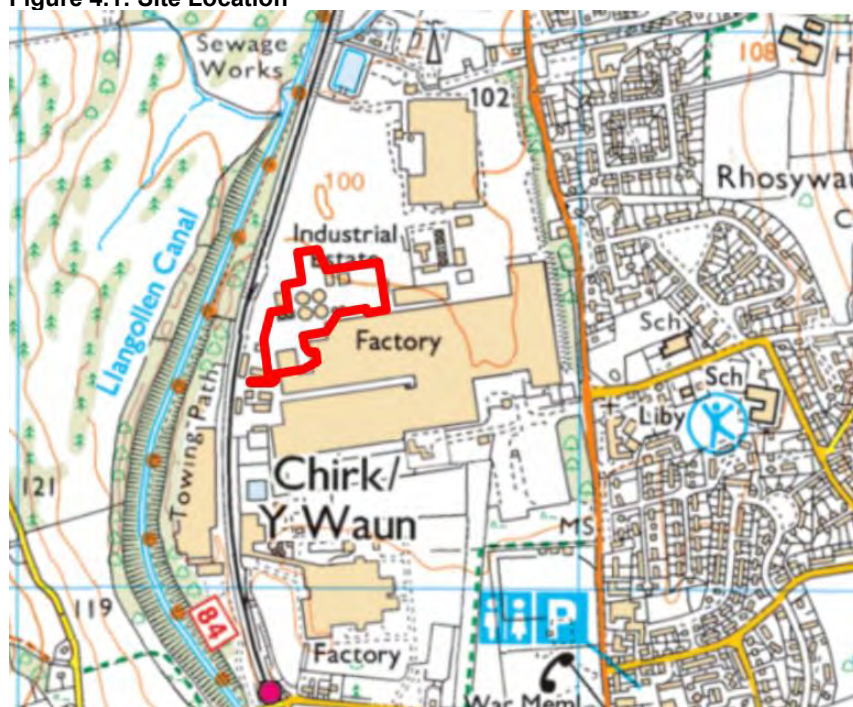 Figure 4.1: Site Location
Sewage
Works
102
108
100
Rhosywau
Industrial
Estate
Llangollen Canal
Factory
Sch
Sch
Liby
Towing Path
121
Chirk/
Y Waun
MS
119
84
P
Factory
War Meml